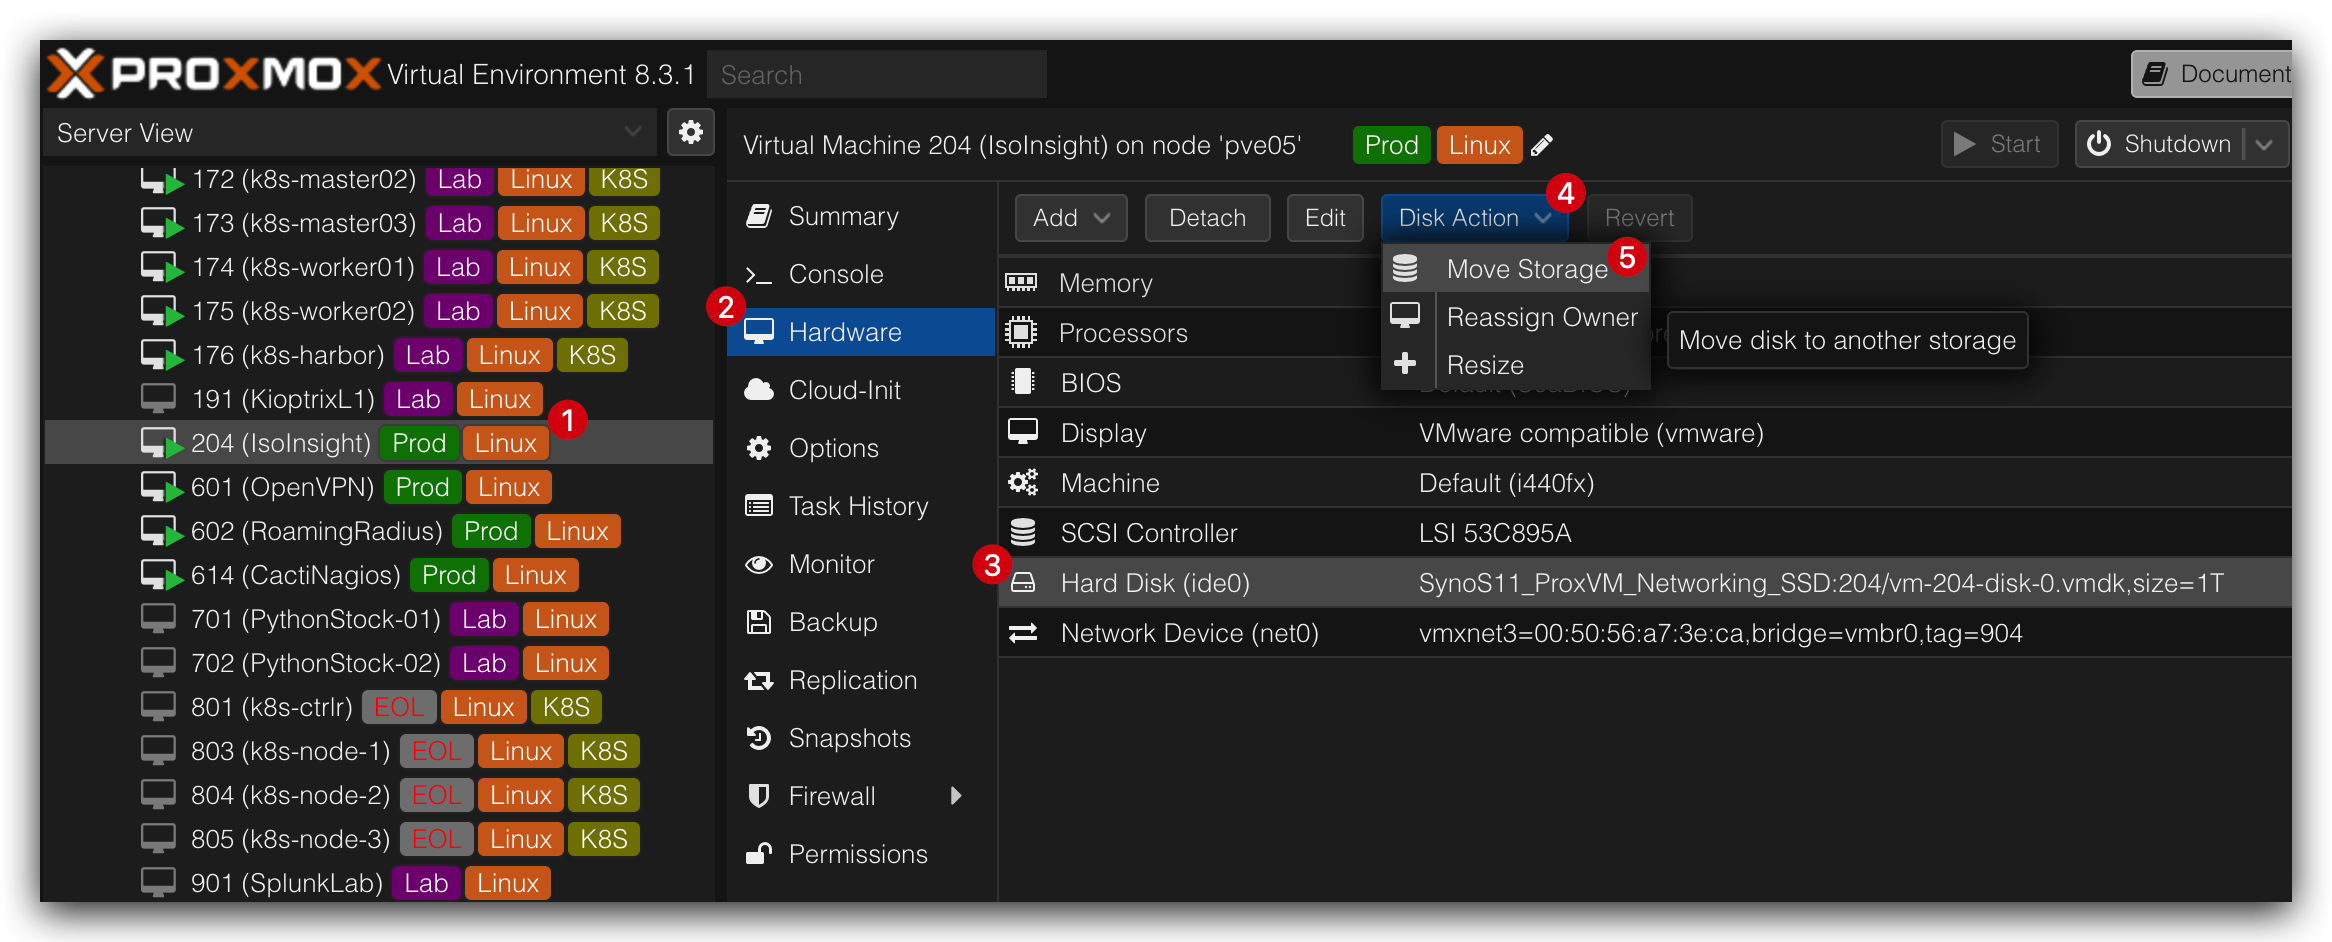 PROXMOX Virtual Environment 8.3.1 Search Document
Server View
172 (k8s-master02) Lab Linux K8S
173 (k8s-master03) Lab Linux K8S
174 (k8s-worker01) Lab Linux K8S
175 (k8s-worker02) Lab Linux K8S
176 (k8s-harbor) Lab Linux K8S
191 (KioptrixL1) Lab Linux
204 (IsoInsight) Prod Linux 1
601 (OpenVPN) Prod Linux
602 (RoamingRadius) Prod Linux
614 (CactiNagios) Prod Linux
701 (PythonStock-01) Lab Linux
702 (PythonStock-02) Lab Linux
801 (k8s-ctrlr) EOL Linux K8S
803 (k8s-node-1) EOL Linux K8S
804 (k8s-node-2) EOL Linux K8S
805 (k8s-node-3) EOL Linux K8S
901 (SplunkLab) Lab Linux
Virtual Machine 204 (IsoInsight) on node 'pve05' Prod Linux Start Shutdown
Summary
Console
2 Hardware
Cloud-Init
Options
Task History
Monitor
Backup
Replication
Snapshots
Firewall
Permissions
Add Detach Edit Disk Action 4 Revert
Move Storage 5
Reassign Owner
Resize
Move disk to another storage
Memory
Processors
BIOS
Display VMware compatible (vmware)
Machine Default (i440fx)
SCSI Controller LSI 53C895A
3 Hard Disk (ide0) SynoS11_ProxVM_Networking_SSD:204/vm-204-disk-0.vmdk,size=1T
Network Device (net0) vmxnet3=00:50:56:a7:3e:ca,bridge=vmbr0,tag=904